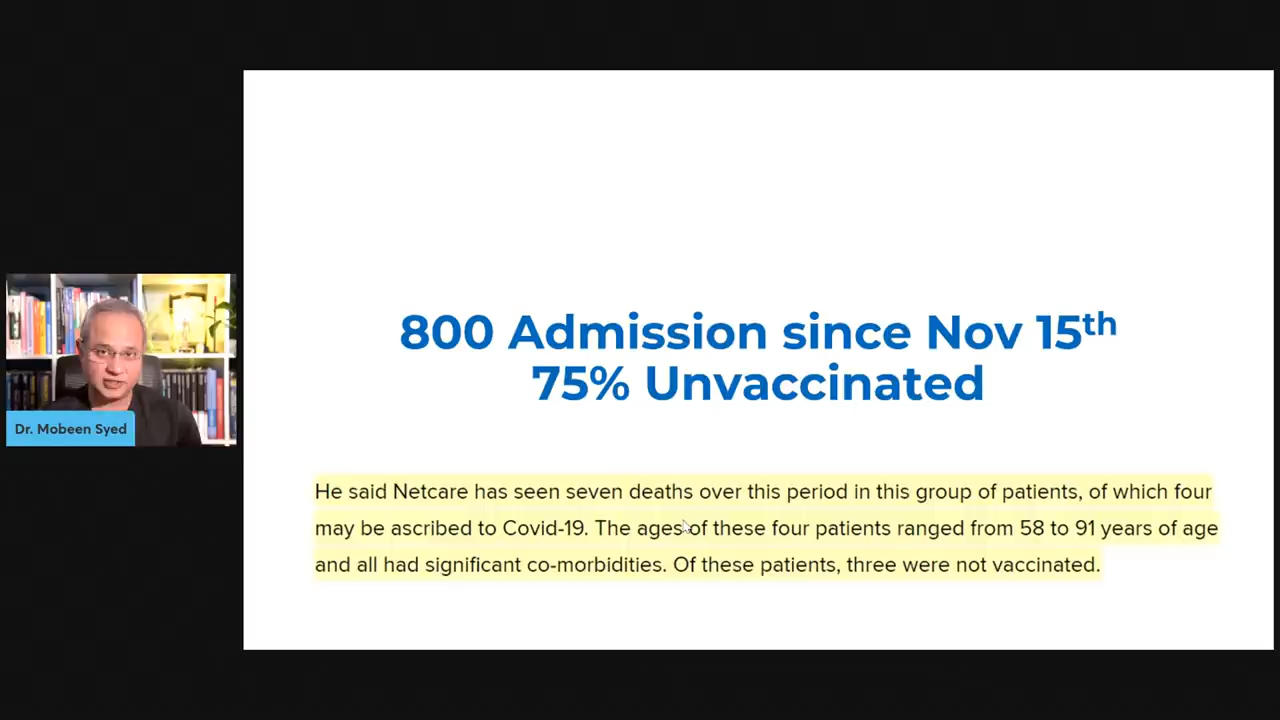 800 Admission since Nov 15th
75% Unvaccinated
He said Netcare has seen seven deaths over this period in this group of patients, of which four
may be ascribed to Covid-19. The ages of these four patients ranged from 58 to 91 years of age
and all had significant co-morbidities. Of these patients, three were not vaccinated.
Dr. Mobeen Syed